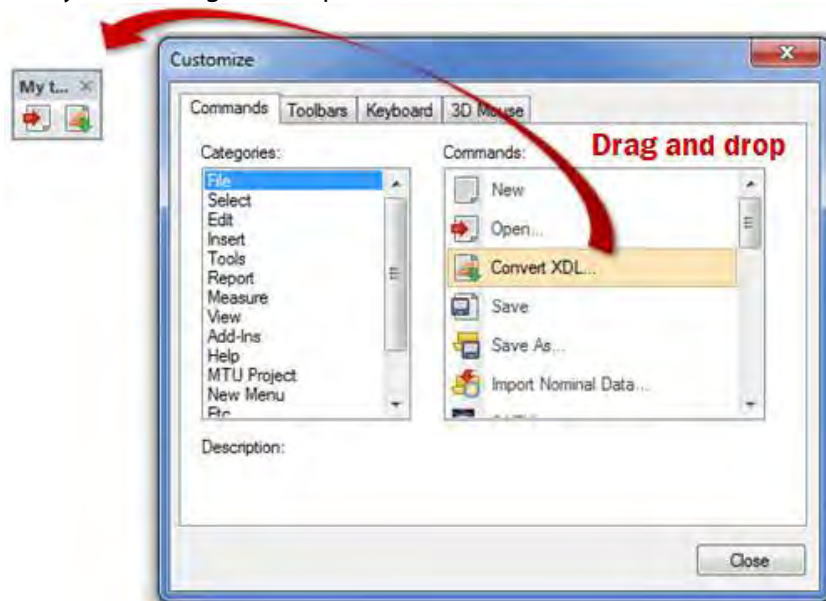 Customize
My t...
Commands Toolbars Keyboard 3D Mouse
Drag and drop
Categories: Commands:
File
Select
Edit
Insert
Tools
Report
Measure
View
Add-Ins
Help
MTU Project
New Menu
Etc
New
Open...
Convert XDL...
Save
Save As...
Import Nominal Data...
Description:
Close